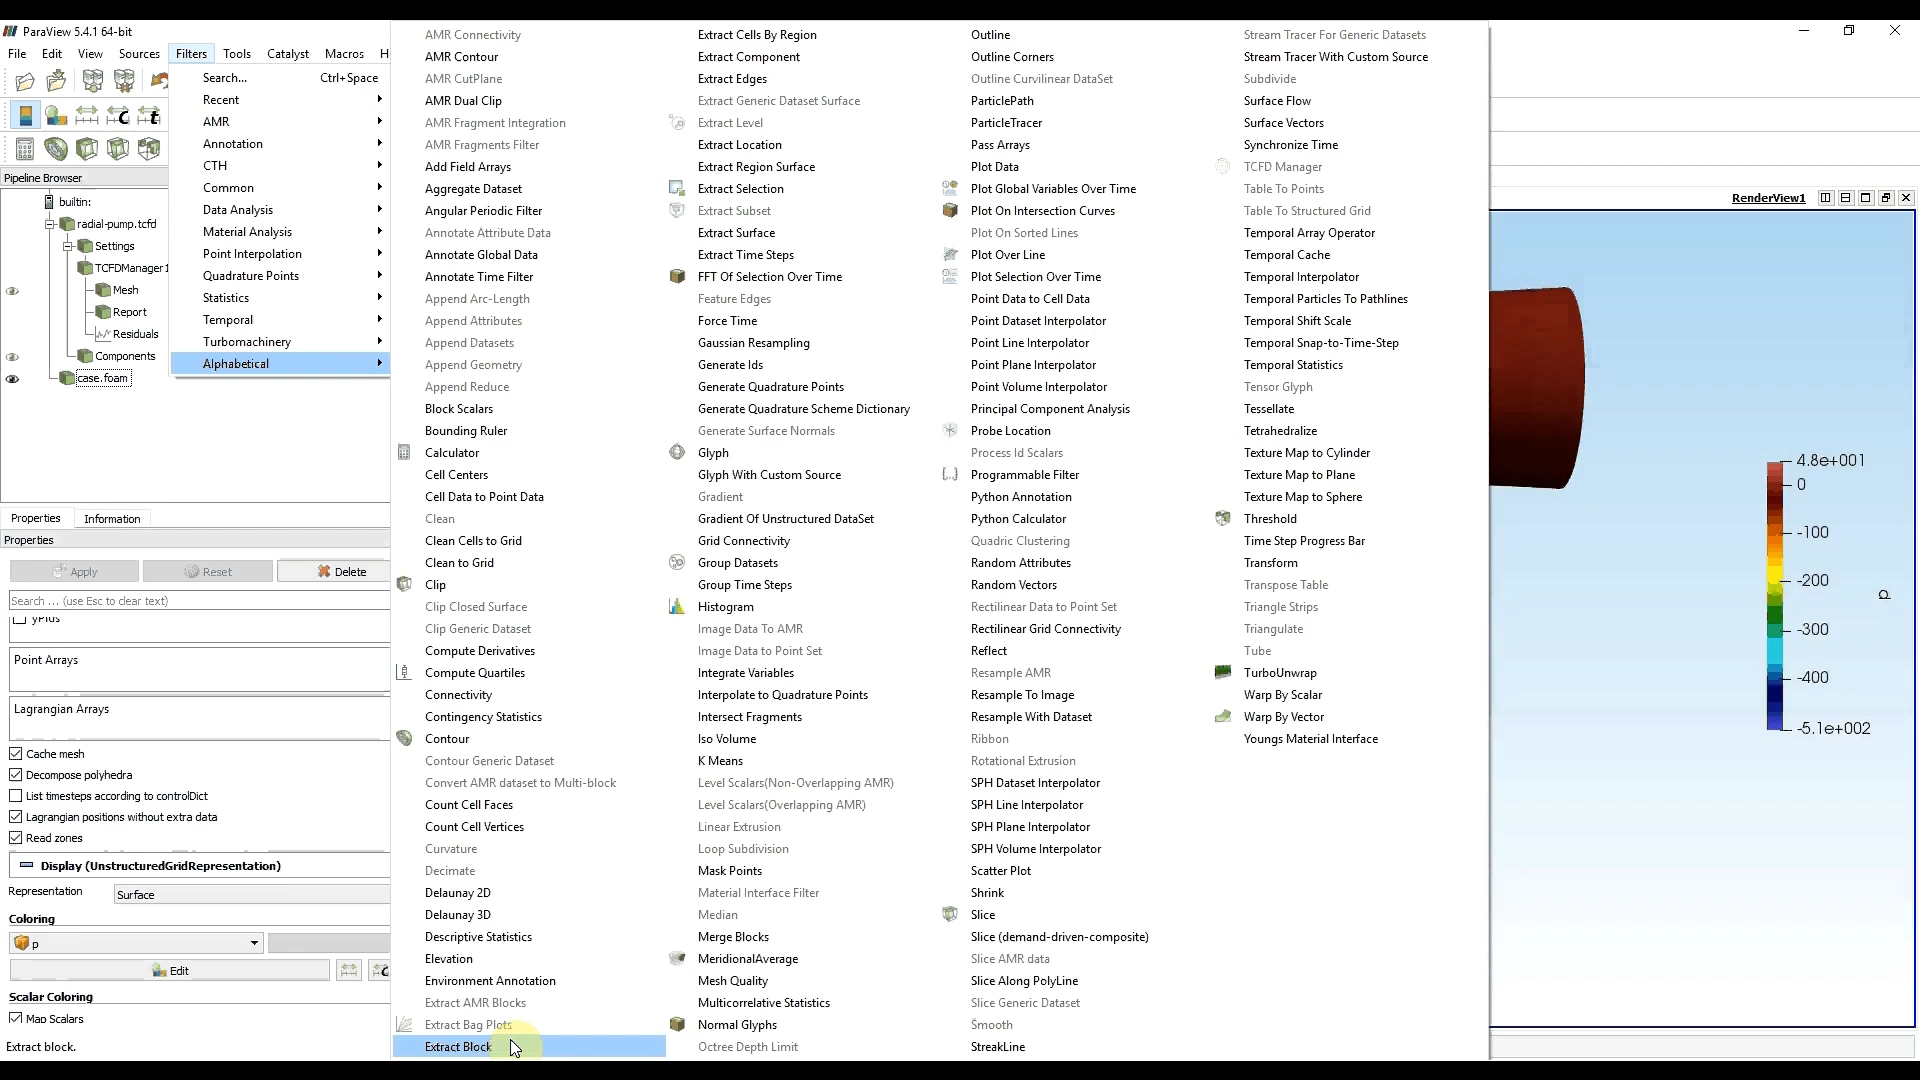 ParaView 5.4.1 64-bit
File Edit View Sources Filters Tools Catalyst Macros H
Pipeline Browser
builtin:
radial-pump.tcfd
Settings
TCFDManager1
Mesh
Report
Residuals
Components
case.foam
Search... Ctrl+Space
Recent
AMR
Annotation
CTH
Common
Data Analysis
Material Analysis
Point Interpolation
Quadrature Points
Statistics
Temporal
Turbomachinery
Alphabetical
AMR Connectivity
AMR Contour
AMR CutPlane
AMR Dual Clip
AMR Fragment Integration
AMR Fragments Filter
Add Field Arrays
Aggregate Dataset
Angular Periodic Filter
Annotate Attribute Data
Annotate Global Data
Annotate Time Filter
Append Arc-Length
Append Attributes
Append Datasets
Append Geometry
Append Reduce
Block Scalars
Bounding Ruler
Calculator
Cell Centers
Cell Data to Point Data
Clean
Clean Cells to Grid
Clean to Grid
Clip
Clip Closed Surface
Clip Generic Dataset
Compute Derivatives
Compute Quartiles
Connectivity
Contingency Statistics
Contour
Contour Generic Dataset
Convert AMR dataset to Multi-block
Count Cell Faces
Count Cell Vertices
Curvature
Decimate
Delaunay 2D
Delaunay 3D
Descriptive Statistics
Elevation
Environment Annotation
Extract AMR Blocks
Extract Bag Plots
Extract Block
Extract Cells By Region
Extract Component
Extract Edges
Extract Generic Dataset Surface
Extract Level
Extract Location
Extract Region Surface
Extract Selection
Extract Subset
Extract Surface
Extract Time Steps
FFT Of Selection Over Time
Feature Edges
Force Time
Gaussian Resampling
Generate Ids
Generate Quadrature Points
Generate Quadrature Scheme Dictionary
Generate Surface Normals
Glyph
Glyph With Custom Source
Gradient
Gradient Of Unstructured DataSet
Grid Connectivity
Group Datasets
Group Time Steps
Histogram
Image Data To AMR
Image Data to Point Set
Integrate Variables
Interpolate to Quadrature Points
Intersect Fragments
Iso Volume
K Means
Level Scalars(Non-Overlapping AMR)
Level Scalars(Overlapping AMR)
Linear Extrusion
Loop Subdivision
Mask Points
Material Interface Filter
Median
Merge Blocks
MeridionalAverage
Mesh Quality
Multicorrelative Statistics
Normal Glyphs
Octree Depth Limit
Outline
Outline Corners
Outline Curvilinear DataSet
ParticlePath
ParticleTracer
Pass Arrays
Plot Data
Plot Global Variables Over Time
Plot On Intersection Curves
Plot On Sorted Lines
Plot Over Line
Plot Selection Over Time
Point Data to Cell Data
Point Dataset Interpolator
Point Line Interpolator
Point Plane Interpolator
Point Volume Interpolator
Principal Component Analysis
Probe Location
Process Id Scalars
Programmable Filter
Python Annotation
Python Calculator
Quadric Clustering
Random Attributes
Random Vectors
Rectilinear Data to Point Set
Rectilinear Grid Connectivity
Reflect
Resample AMR
Resample To Image
Resample With Dataset
Ribbon
Rotational Extrusion
SPH Dataset Interpolator
SPH Line Interpolator
SPH Plane Interpolator
SPH Volume Interpolator
Scatter Plot
Shrink
Slice
Slice (demand-driven-composite)
Slice AMR data
Slice Along PolyLine
Slice Generic Dataset
Smooth
StreakLine
Stream Tracer For Generic Datasets
Stream Tracer With Custom Source
Subdivide
Surface Flow
Surface Vectors
Synchronize Time
TCFD Manager
Table To Points
Table To Structured Grid
Temporal Array Operator
Temporal Cache
Temporal Interpolator
Temporal Particles To Pathlines
Temporal Shift Scale
Temporal Snap-to-Time-Step
Temporal Statistics
Tensor Glyph
Tessellate
Tetrahedralize
Texture Map to Cylinder
Texture Map to Plane
Texture Map to Sphere
Threshold
Time Step Progress Bar
Transform
Transpose Table
Triangle Strips
Triangulate
Tube
TurboUnwrap
Warp By Scalar
Warp By Vector
Youngs Material Interface
RenderView1
4.8e+001
0
-100
-200
-300
-400
-5.1e+002
p
Properties Information
Properties
Apply Reset Delete
Search ... (use Esc to clear text)
yPlus
Point Arrays
Lagrangian Arrays
Cache mesh
Decompose polyhedra
List timesteps according to controlDict
Lagrangian positions without extra data
Read zones
Display (UnstructuredGridRepresentation)
Representation Surface
Coloring
p
Edit
Scalar Coloring
Map Scalars
Extract block.